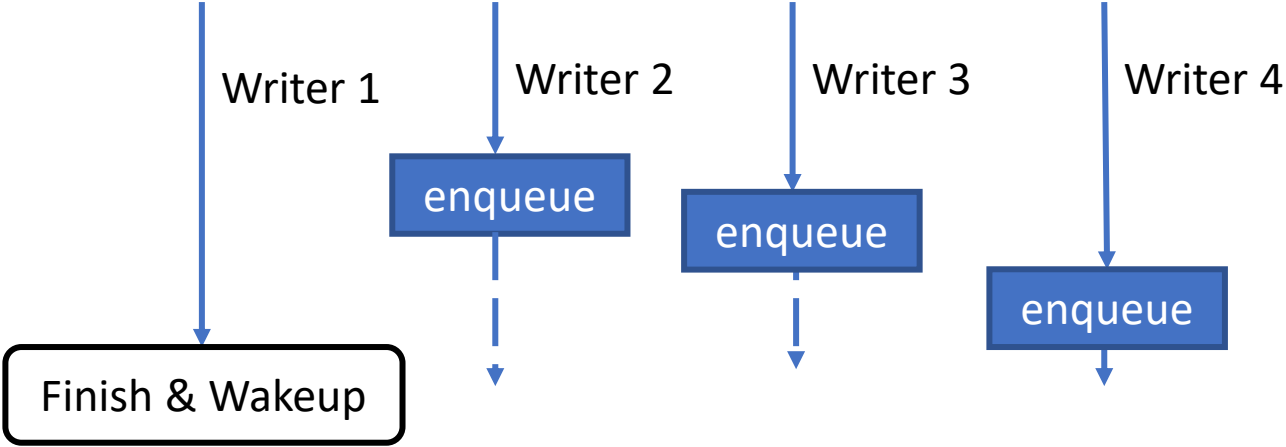 Writer 1
Writer 2
Writer 3
Writer 4
enqueue
enqueue
enqueue
Finish & Wakeup